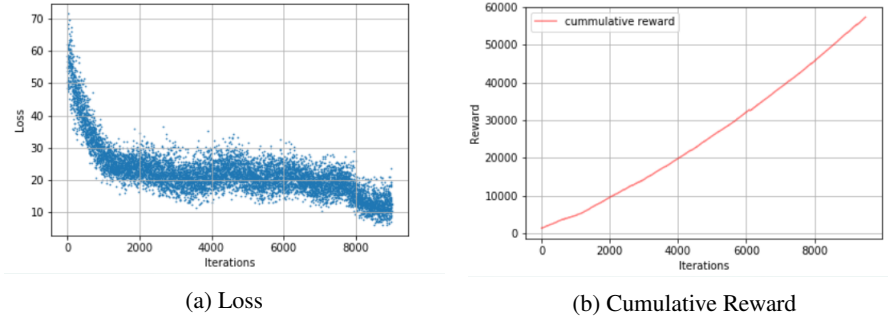 70
60
50
40
30
20
10
Loss
0 2000 4000 6000 8000
Iterations
(a) Loss
60000
50000
40000
30000
20000
10000
0
Reward
cummulative reward
0 2000 4000 6000 8000
Iterations
(b) Cumulative Reward